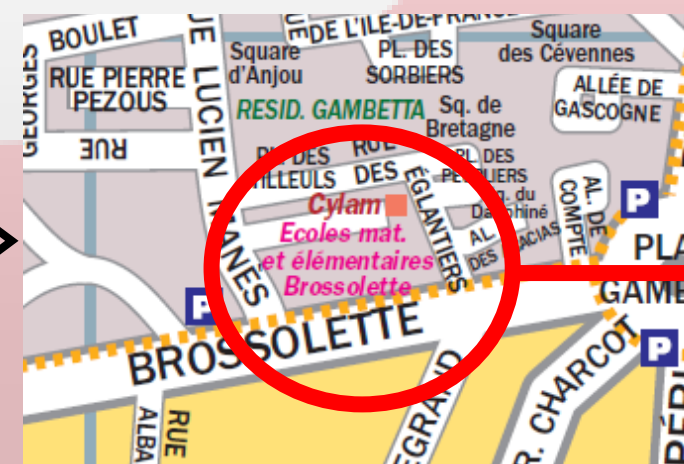 BOULET
GEORGES
RUE PIERRE
PEZOUS
RUE
RUE LUCIEN MANÈS
DE L'ILE-DE-FRANCE
Square
d'Anjou
PL. DES
SORBIERS
Square
des Cévennes
RESID. GAMBETTA
Sq. de
Bretagne
ALLÉE DE
GASCOGNE
PL. DES
TILLEULS
RUE
DES
ÉGLANTIERS
PL. DES
PEUPLIERS
Sq. du
Dauphiné
AL.
DES
ACACIAS
AL. DE
COMPTE
Cylam
Ecoles mat.
et élémentaires
Brossolette
P
P
P
BROSSOLETTE
RUE
ALBA
EGRAND
R. CHARCOT
PLA
GAMB